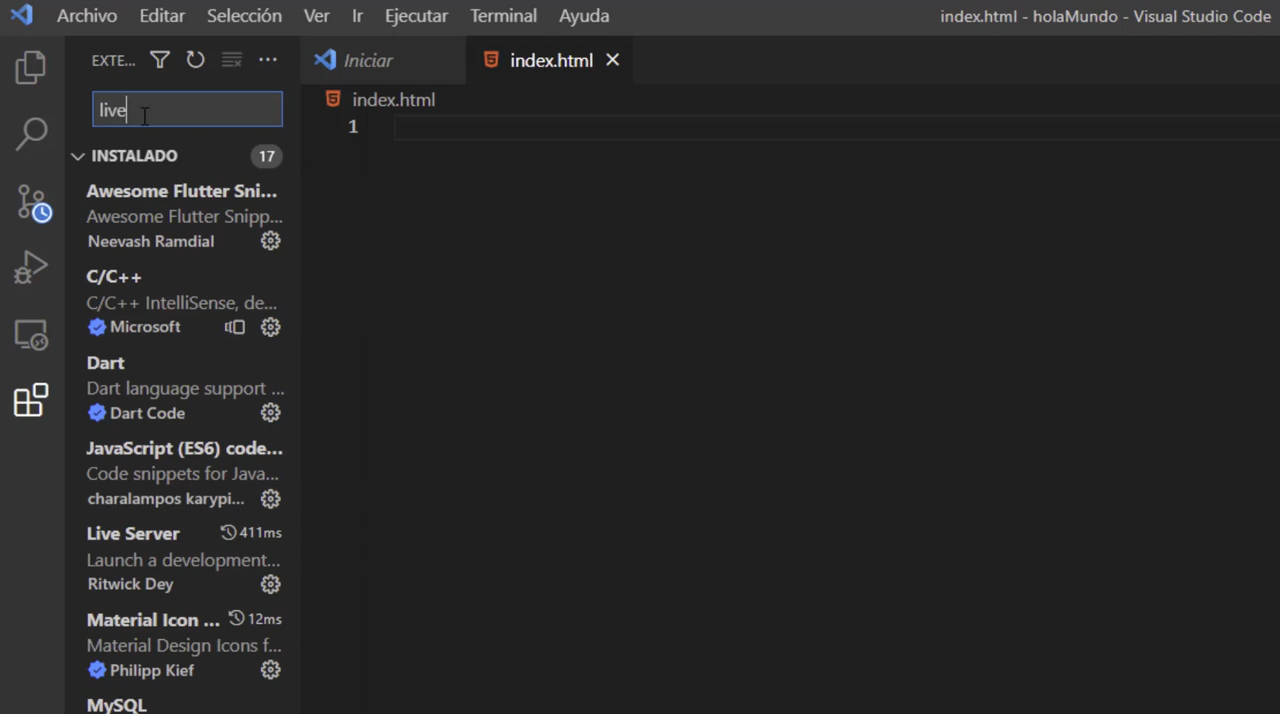 Archivo Editar Selección Ver Ir Ejecutar Terminal Ayuda index.html - holaMundo - Visual Studio Code
EXTE...
Iniciar
index.html
live
index.html
1
INSTALADO 17
Awesome Flutter Sni...
Awesome Flutter Snipp...
Neevash Ramdial
C/C++
C/C++ IntelliSense, de...
Microsoft
Dart
Dart language support ...
Dart Code
JavaScript (ES6) code...
Code snippets for Java...
charalampos karypi...
Live Server 411ms
Launch a development...
Ritwick Dey
Material Icon ... 12ms
Material Design Icons f...
Philipp Kief
MySQL